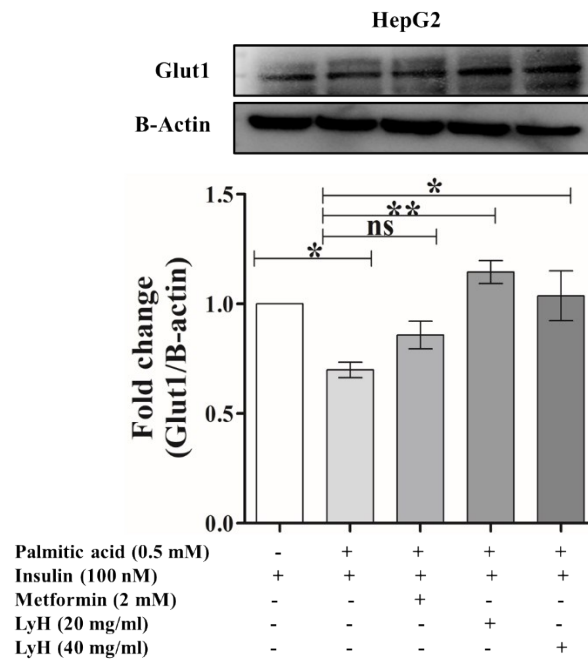 HepG2
Glut1
B-Actin
Fold change
(Glut1/B-actin)
1.5
1.0
0.5
0.0
*
**
ns
*
Palmitic acid (0.5 mM) - + + + +
Insulin (100 nM) + + + + +
Metformin (2 mM) - - + - -
LyH (20 mg/ml) - - - + -
LyH (40 mg/ml) - - - - +